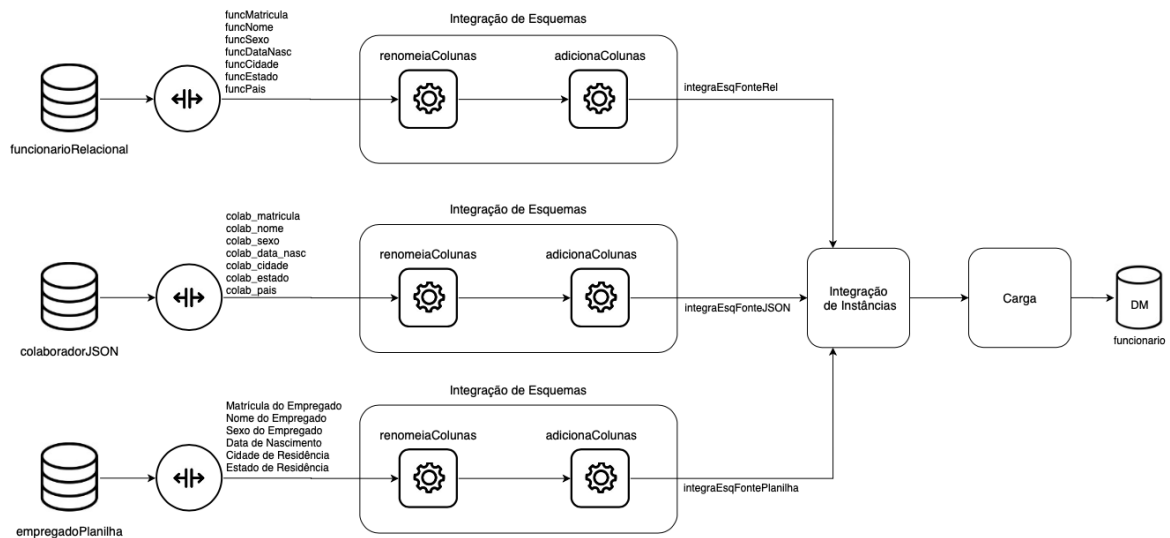 funcMatricula
funcNome
funcSexo
funcDataNasc
funcCidade
funcEstado
funcPais
Integração de Esquemas
renomeiaColunas
adicionaColunas
integraEsqFonteRel
funcionarioRelacional
colab_matricula
colab_nome
colab_sexo
colab_data_nasc
colab_cidade
colab_estado
colab_pais
Integração de Esquemas
renomeiaColunas
adicionaColunas
integraEsqFonteJSON
colaboradorJSON
Integração
de Instâncias
Carga
DM
funcionario
Matrícula do Empregado
Nome do Empregado
Sexo do Empregado
Data de Nascimento
Cidade de Residência
Estado de Residência
Integração de Esquemas
renomeiaColunas
adicionaColunas
integraEsqFontePlanilha
empregadoPlanilha